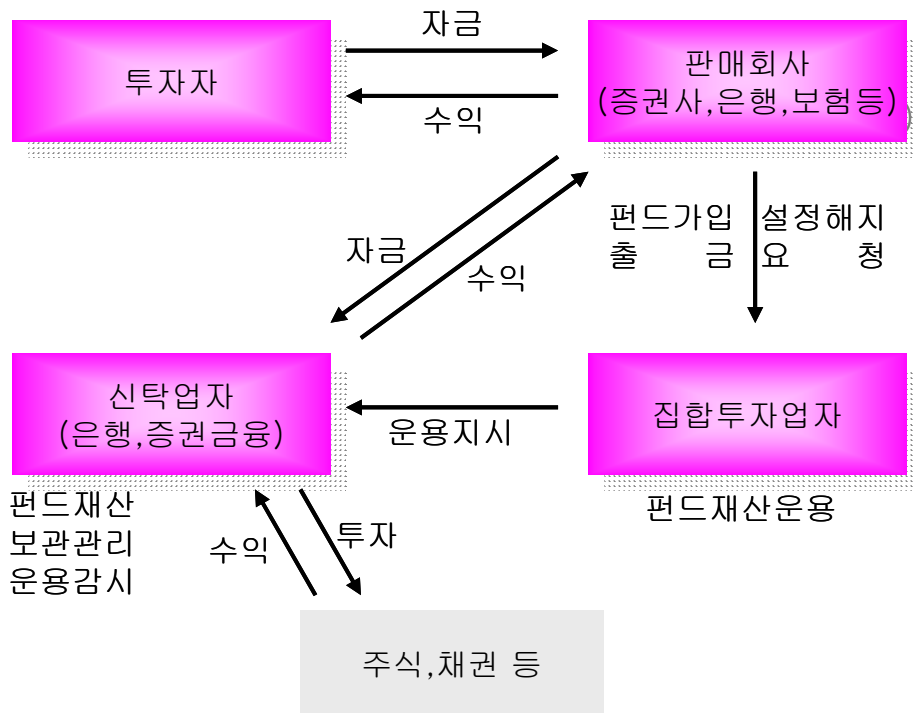 자금
투자자
판매회사
(증권사,은행,보험등)
)
수익
펀드가입 설정해지
출 금 요 청
자금
수익
신탁업자
(은행,증권금융)
집합투자업자
운용지시
펀드재산
보관관리
운용감시
펀드재산운용
수익
투자
주식,채권 등